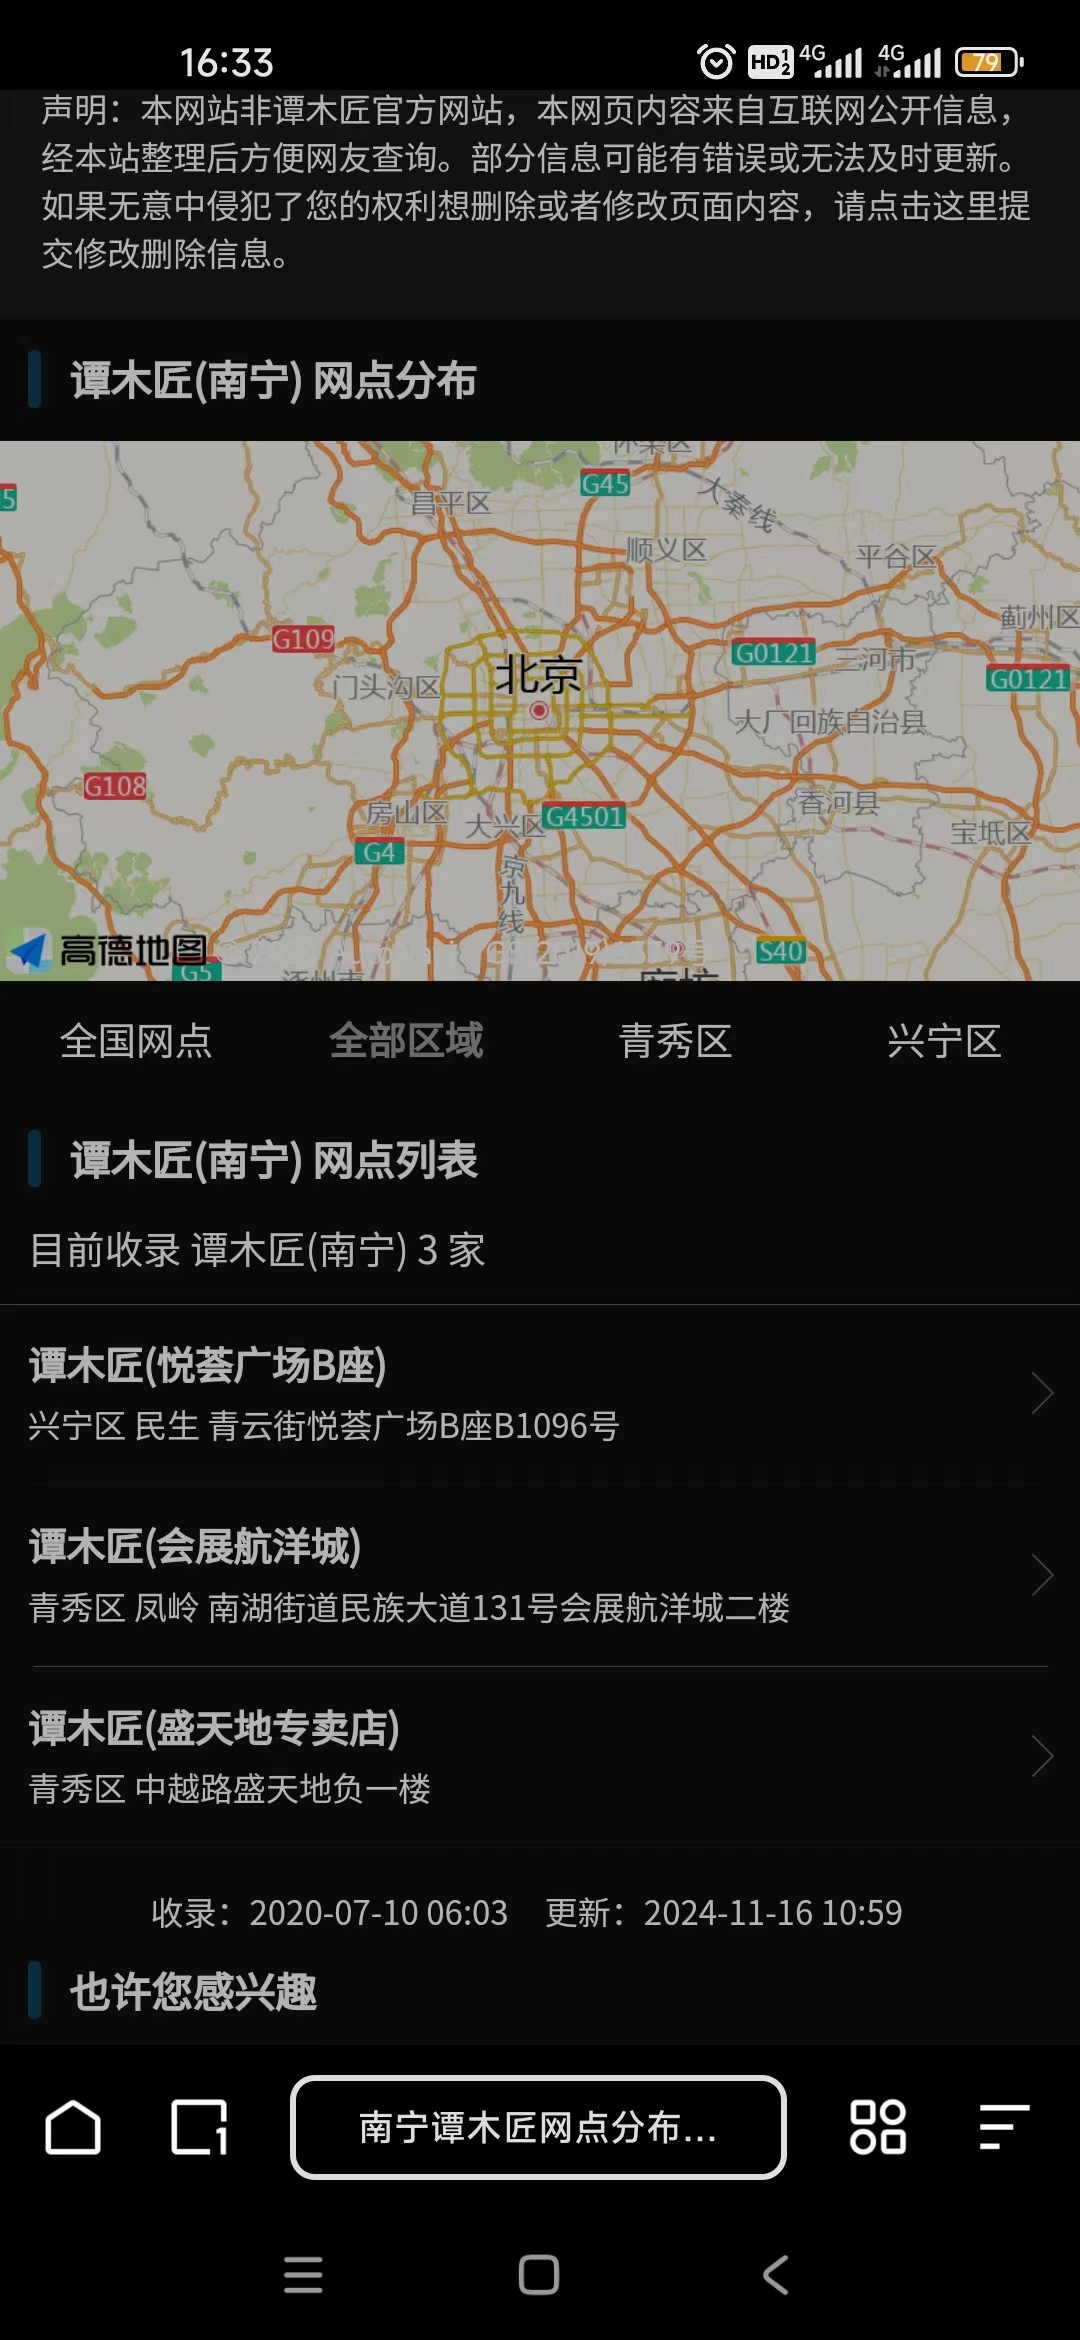 16:33
HD 1 2 4G 4G 79
声明：本网站非谭木匠官方网站，本网页内容来自互联网公开信息，
经本站整理后方便网友查询。部分信息可能有错误或无法及时更新。
如果无意中侵犯了您的权利想删除或者修改页面内容，请点击这里提
交修改删除信息。
谭木匠(南宁) 网点分布
怀柔区
G45
大秦线
5
昌平区
顺义区
平谷区
蓟州区
G109
G0121
三河市
G0121
北京
门头沟区
大厂回族自治县
G108
房山区
大兴区
G4501
香河县
宝坻区
G4
京九线
高德地图
S40
G5
涿州市
廊坊
全国网点
全部区域
青秀区
兴宁区
谭木匠(南宁) 网点列表
目前收录 谭木匠(南宁) 3 家
谭木匠(悦荟广场B座)
兴宁区 民生 青云街悦荟广场B座B1096号
谭木匠(会展航洋城)
青秀区 凤岭 南湖街道民族大道131号会展航洋城二楼
谭木匠(盛天地专卖店)
青秀区 中越路盛天地负一楼
收录：2020-07-10 06:03 更新：2024-11-16 10:59
也许您感兴趣
1
南宁谭木匠网点分布...